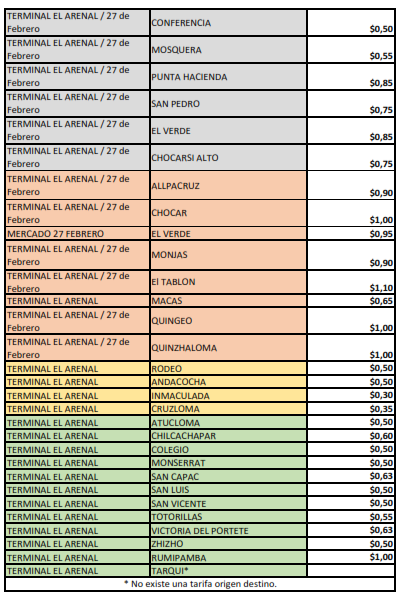 TERMINAL EL ARENAL / 27 de Febrero CONFERENCIA $0,50
TERMINAL EL ARENAL / 27 de Febrero MOSQUERA $0,55
TERMINAL EL ARENAL / 27 de Febrero PUNTA HACIENDA $0,85
TERMINAL EL ARENAL / 27 de Febrero SAN PEDRO $0,75
TERMINAL EL ARENAL / 27 de Febrero EL VERDE $0,85
TERMINAL EL ARENAL / 27 de Febrero CHOCARSI ALTO $0,75
TERMINAL EL ARENAL / 27 de Febrero ALLPACRUZ $0,90
TERMINAL EL ARENAL / 27 de Febrero CHOCAR $1,00
MERCADO 27 FEBRERO EL VERDE $0,95
TERMINAL EL ARENAL / 27 de Febrero MONJAS $0,90
TERMINAL EL ARENAL / 27 de Febrero El TABLON $1,10
TERMINAL EL ARENAL MACAS $0,65
TERMINAL EL ARENAL / 27 de Febrero QUINGEO $1,00
TERMINAL EL ARENAL / 27 de Febrero QUINZHALOMA $1,00
TERMINAL EL ARENAL RODEO $0,50
TERMINAL EL ARENAL ANDACOCHA $0,50
TERMINAL EL ARENAL INMACULADA $0,30
TERMINAL EL ARENAL CRUZLOMA $0,35
TERMINAL EL ARENAL ATUCLOMA $0,50
TERMINAL EL ARENAL CHILCACHAPAR $0,60
TERMINAL EL ARENAL COLEGIO $0,50
TERMINAL EL ARENAL MONSERRAT $0,50
TERMINAL EL ARENAL SAN CAPAC $0,63
TERMINAL EL ARENAL SAN LUIS $0,50
TERMINAL EL ARENAL SAN VICENTE $0,50
TERMINAL EL ARENAL TOTORILLAS $0,55
TERMINAL EL ARENAL VICTORIA DEL PORTETE $0,63
TERMINAL EL ARENAL ZHIZHO $0,50
TERMINAL EL ARENAL RUMIPAMBA $1,00
TERMINAL EL ARENAL TARQUI*
* No existe una tarifa origen destino.